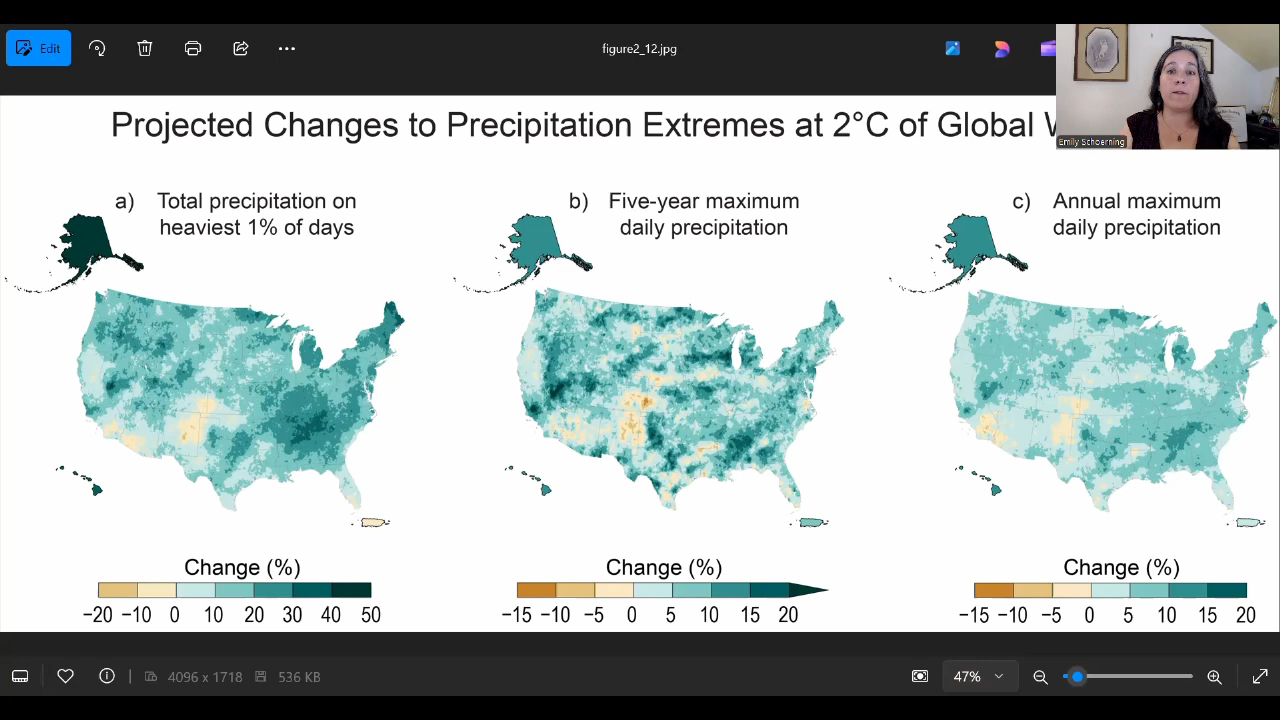 Edit
figure2_12.jpg
Projected Changes to Precipitation Extremes at 2°C of Global
Emily Schoerning
a) Total precipitation on
heaviest 1% of days
b) Five-year maximum
daily precipitation
c) Annual maximum
daily precipitation
Change (%)
−20 −10 0 10 20 30 40 50
Change (%)
−15 −10 −5 0 5 10 15 20
Change (%)
−15 −10 −5 0 5 10 15 20
4096 x 1718
536 KB
47%